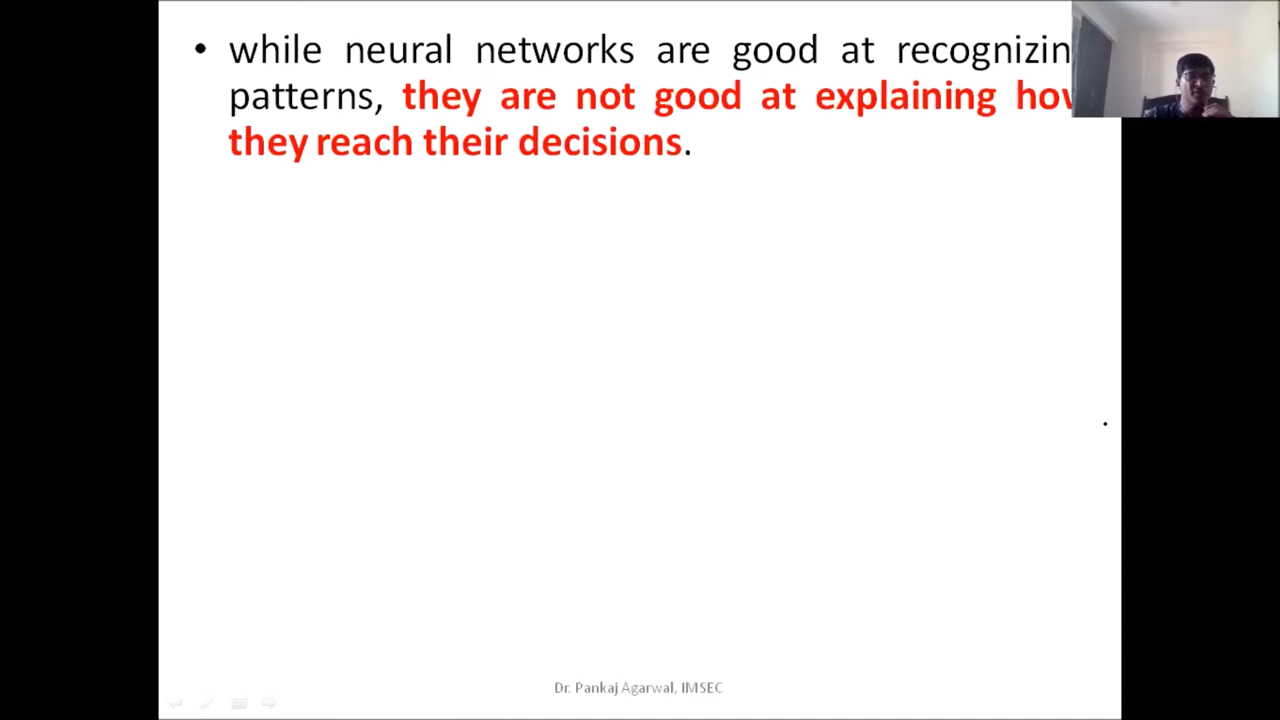 • while neural networks are good at recognizin
patterns, they are not good at explaining how
they reach their decisions.
Dr. Pankaj Agarwal, IMSEC